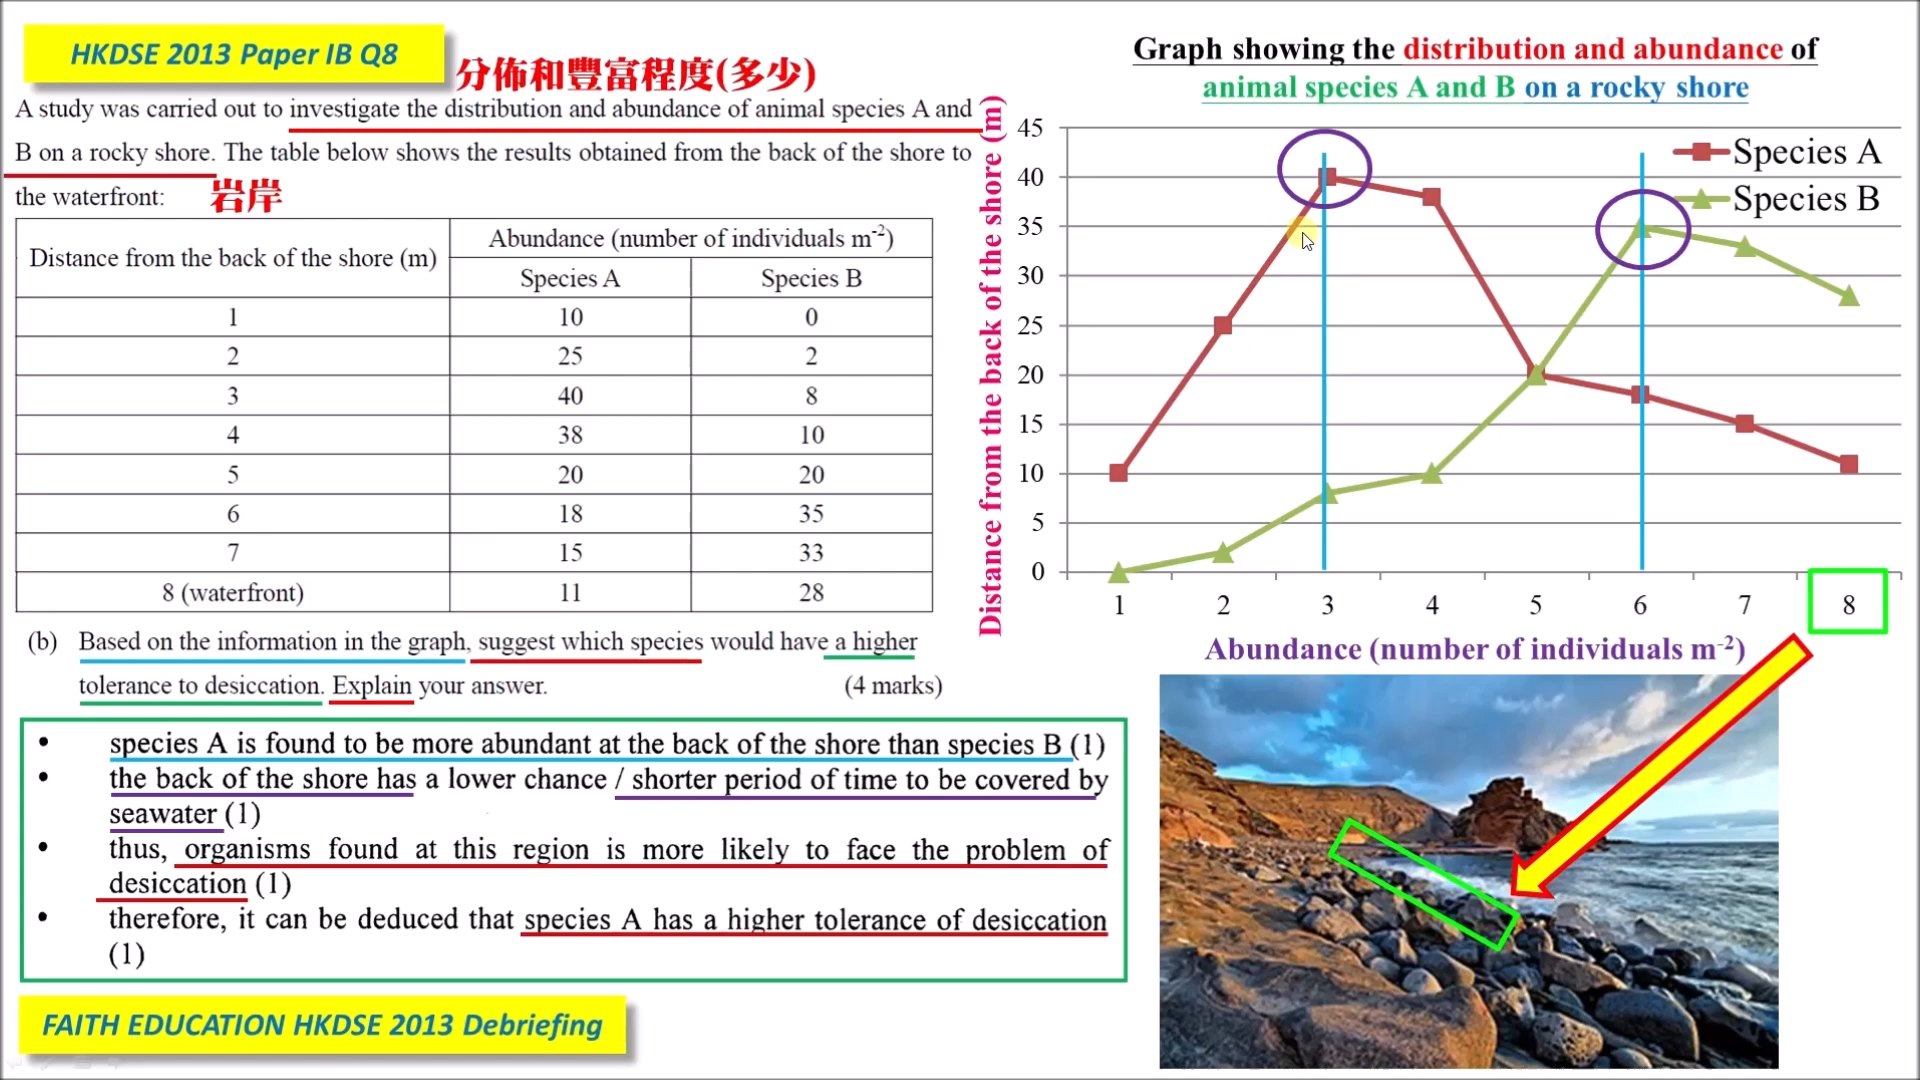 HKDSE 2013 Paper IB Q8
分佈和豐富程度(多少)
A study was carried out to investigate the distribution and abundance of animal species A and
B on a rocky shore. The table below shows the results obtained from the back of the shore to
the waterfront:
岩岸
Distance from the back of the shore (m)
Abundance (number of individuals m-2)
Species A Species B
1 10 0
2 25 2
3 40 8
4 38 10
5 20 20
6 18 35
7 15 33
8 (waterfront) 11 28
(b) Based on the information in the graph, suggest which species would have a higher
tolerance to desiccation. Explain your answer. (4 marks)
• species A is found to be more abundant at the back of the shore than species B (1)
• the back of the shore has a lower chance / shorter period of time to be covered by
seawater (1)
• thus, organisms found at this region is more likely to face the problem of
desiccation (1)
• therefore, it can be deduced that species A has a higher tolerance of desiccation
(1)
FAITH EDUCATION HKDSE 2013 Debriefing
Graph showing the distribution and abundance of
animal species A and B on a rocky shore
Distance from the back of the shore (m)
45
40
35
30
25
20
15
10
5
0
Species A
Species B
1 2 3 4 5 6 7 8
Abundance (number of individuals m-2)